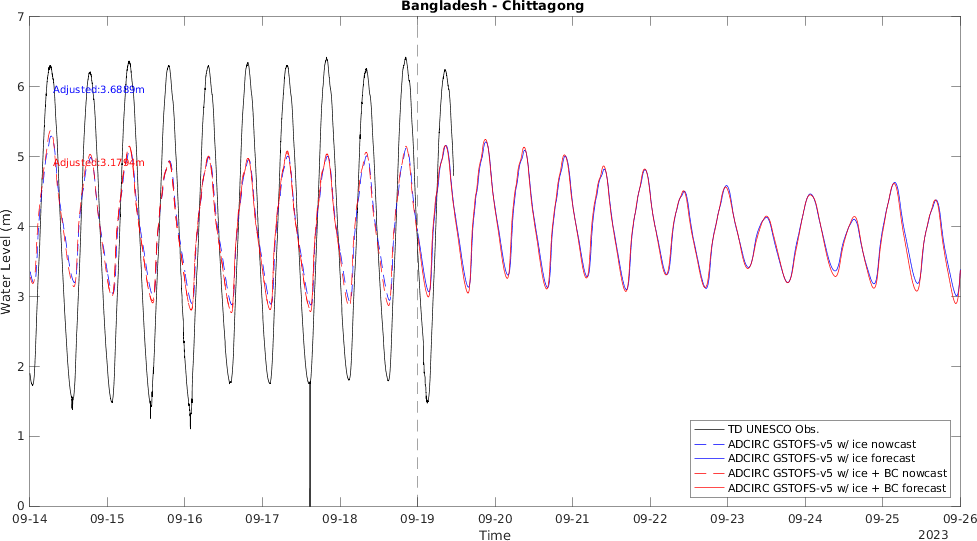 Bangladesh - Chittagong
7
6
5
4
3
2
1
0
Water Level (m)
Adjusted:3.6889m
Adjusted:3.1794m
TD UNESCO Obs.
ADCIRC GSTOFS-v5 w/ ice nowcast
ADCIRC GSTOFS-v5 w/ ice forecast
ADCIRC GSTOFS-v5 w/ ice + BC nowcast
ADCIRC GSTOFS-v5 w/ ice + BC forecast
09-14 09-15 09-16 09-17 09-18 09-19 09-20 09-21 09-22 09-23 09-24 09-25 09-26
Time
2023